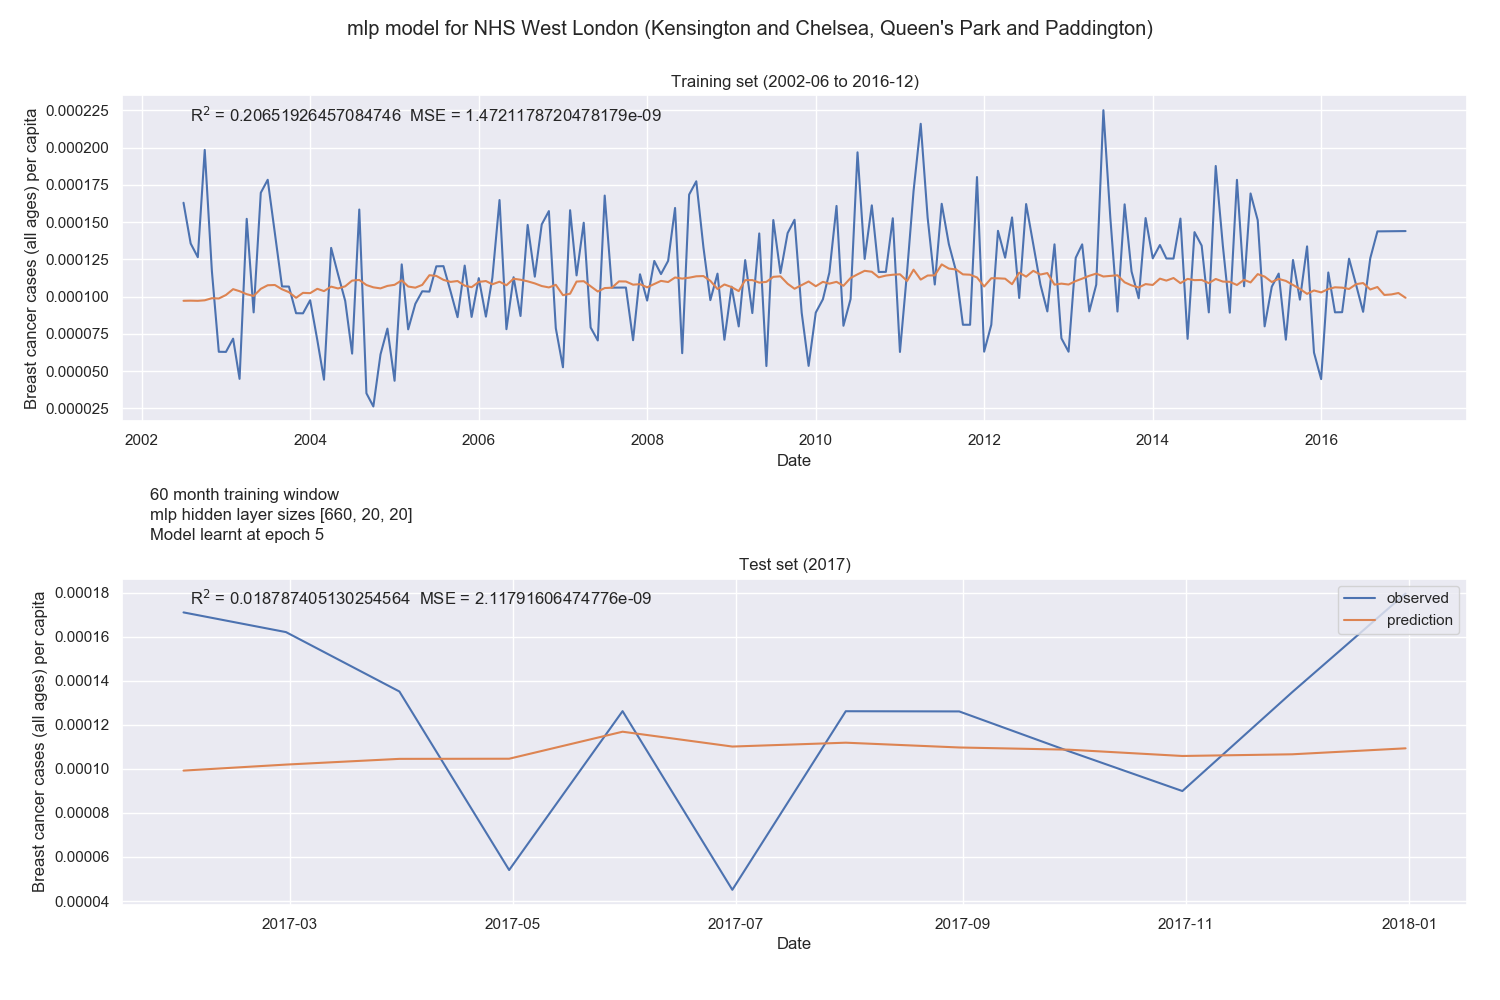 mlp model for NHS West London (Kensington and Chelsea, Queen's Park and Paddington)
Training set (2002-06 to 2016-12)
R² = 0.20651926457084746 MSE = 1.4721178720478179e-09
Breast cancer cases (all ages) per capita
0.000225
0.000200
0.000175
0.000150
0.000125
0.000100
0.000075
0.000050
0.000025
2002 2004 2006 2008 2010 2012 2014 2016
Date
60 month training window
mlp hidden layer sizes [660, 20, 20]
Model learnt at epoch 5
Test set (2017)
R² = 0.018787405130254564 MSE = 2.11791606474776e-09
observed
prediction
Breast cancer cases (all ages) per capita
0.00018
0.00016
0.00014
0.00012
0.00010
0.00008
0.00006
0.00004
2017-03 2017-05 2017-07 2017-09 2017-11 2018-01
Date